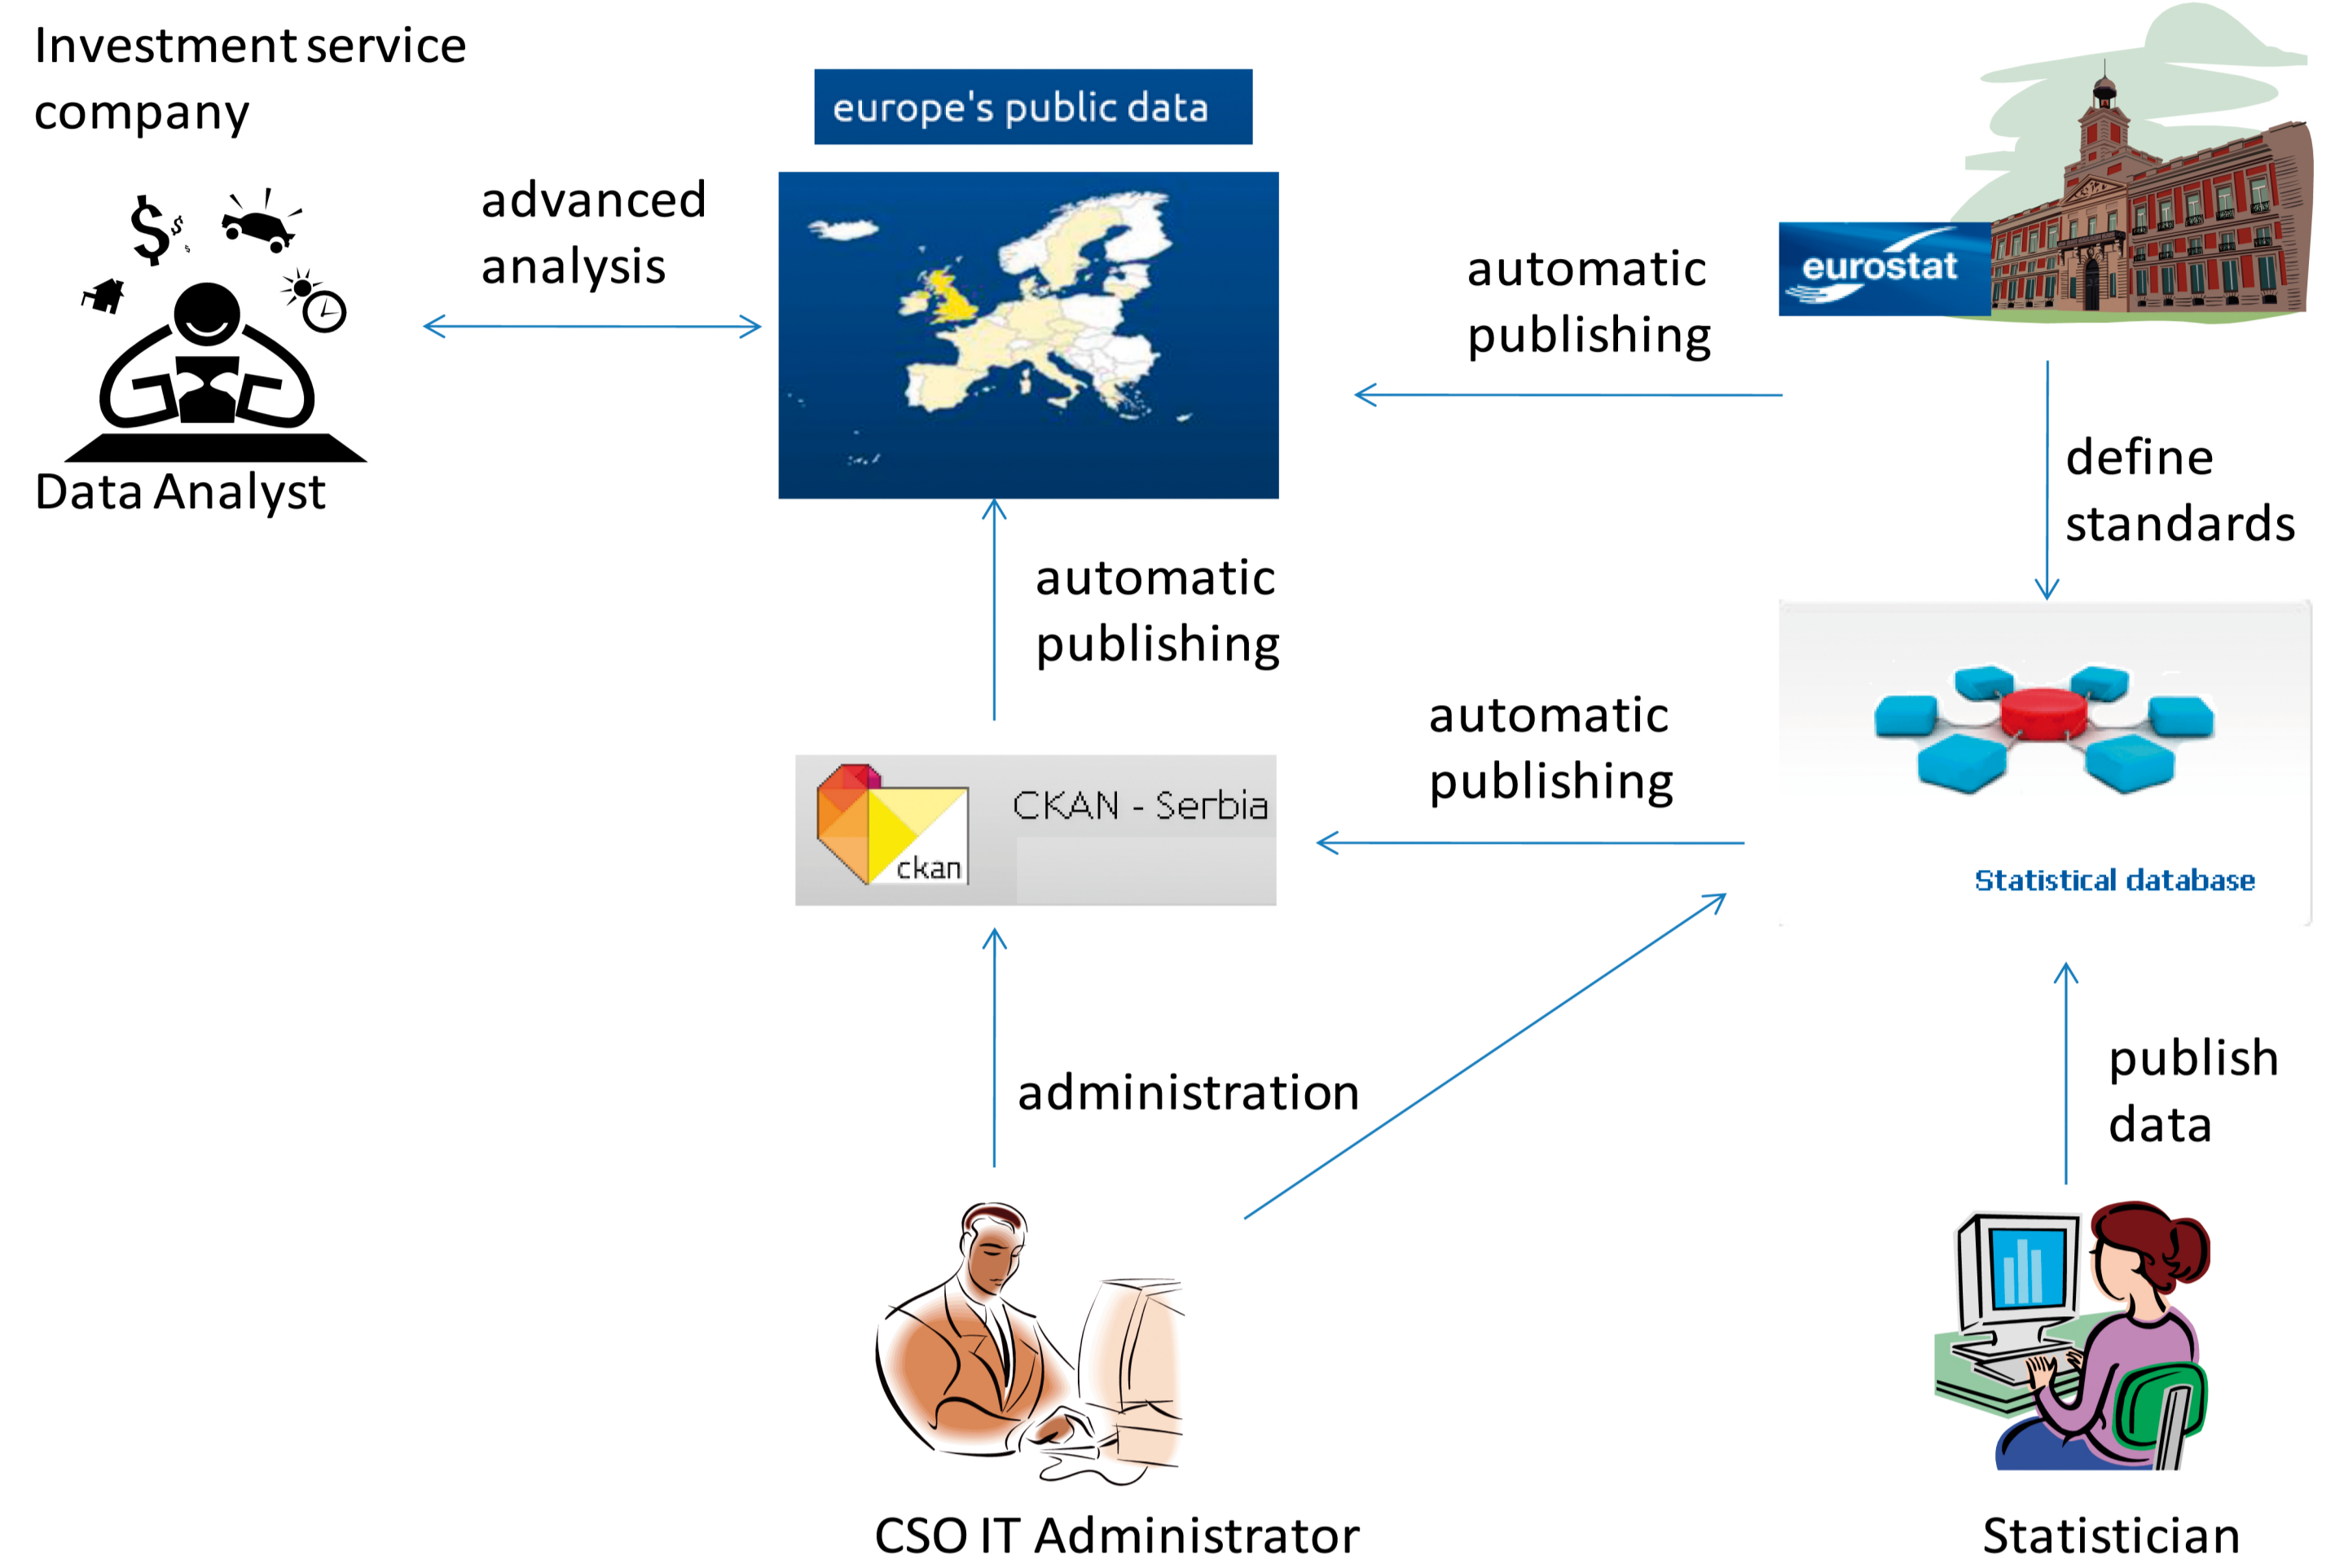 Investment service
company
europe's public data
advanced
analysis
automatic
publishing
eurostat
Data Analyst
define
standards
automatic
publishing
automatic
publishing
CKAN - Serbia
ckan
Statistical database
administration
publish
data
CSO IT Administrator
Statistician